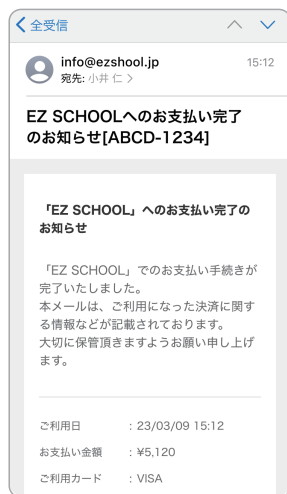 全受信
info@ezshool.jp
15:12
宛先: 小井 仁
EZ SCHOOLへのお支払い完了
のお知らせ[ABCD-1234]
「EZ SCHOOL」へのお支払い完了の
お知らせ
「EZ SCHOOL」でのお支払い手続きが
完了いたしました。
本メールは、ご利用になった決済に関す
る情報などが記載されております。
大切に保管頂きますようお願い申し上げ
ます。
ご利用日 : 23/03/09 15:12
お支払い金額 : ¥5,120
ご利用カード : VISA